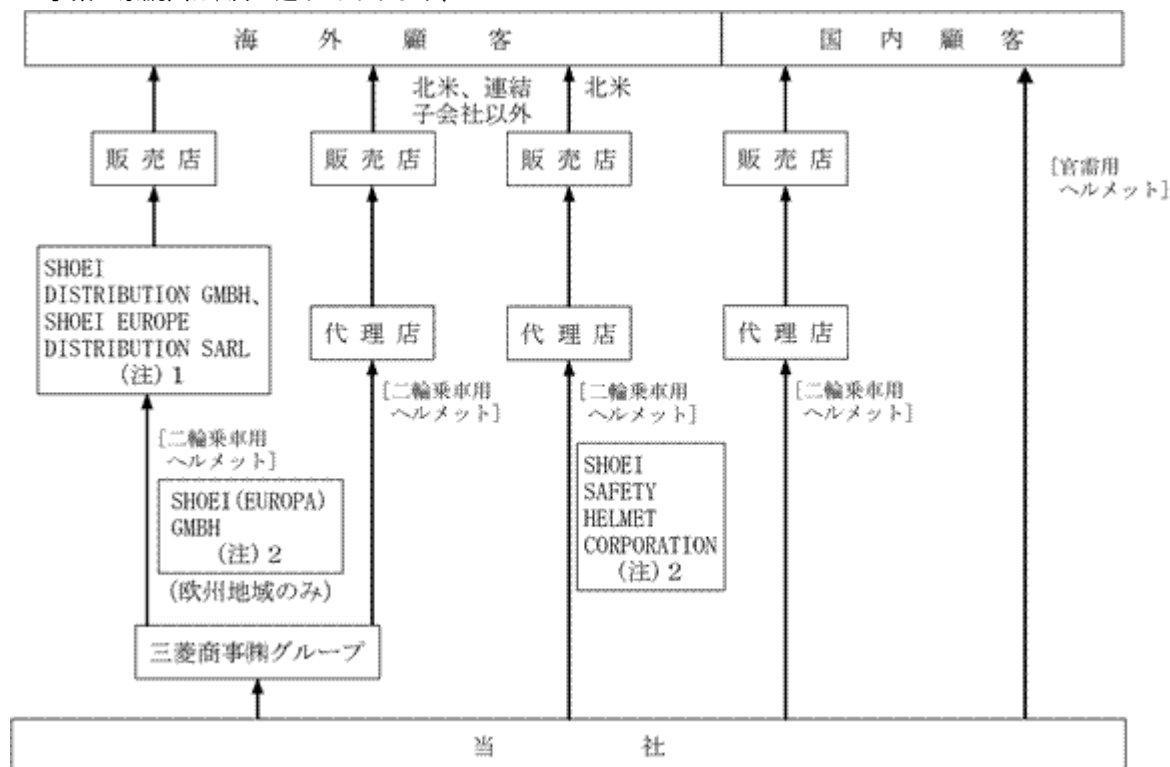 海外顧客
国内顧客
北米、連結
子会社以外
北米
販売店
販売店
販売店
販売店
[官需用
ヘルメット]
SHOEI
DISTRIBUTION GMBH、
SHOEI EUROPE
DISTRIBUTION SARL
(注)1
代理店
代理店
代理店
[二輪乗車用
ヘルメット]
[二輪乗車用
ヘルメット]
[二輪乗車用
ヘルメット]
[二輪乗車用
ヘルメット]
SHOEI(EUROPA)
GMBH
(注)2
(欧州地域のみ)
SHOEI
SAFETY
HELMET
CORPORATION
(注)2
三菱商事㈱グループ
当社